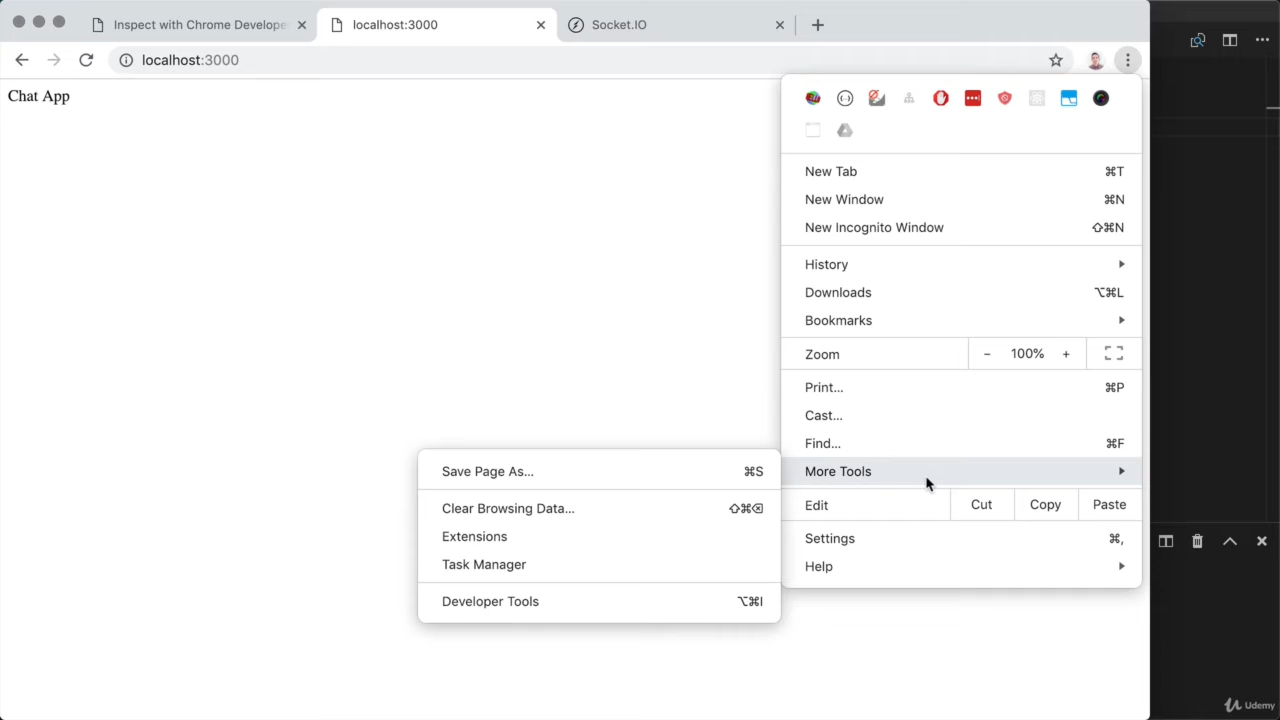 Inspect with Chrome Develope
localhost:3000
Socket.IO
localhost:3000
Chat App
New Tab ⌘T
New Window ⌘N
New Incognito Window ⇧⌘N
History
Downloads ⌥⌘L
Bookmarks
Zoom - 100% +
Print... ⌘P
Cast...
Find... ⌘F
More Tools
Edit Cut Copy Paste
Settings ⌘,
Help
Save Page As... ⌘S
Clear Browsing Data... ⇧⌘⌫
Extensions
Task Manager
Developer Tools ⌥⌘I
Udemy